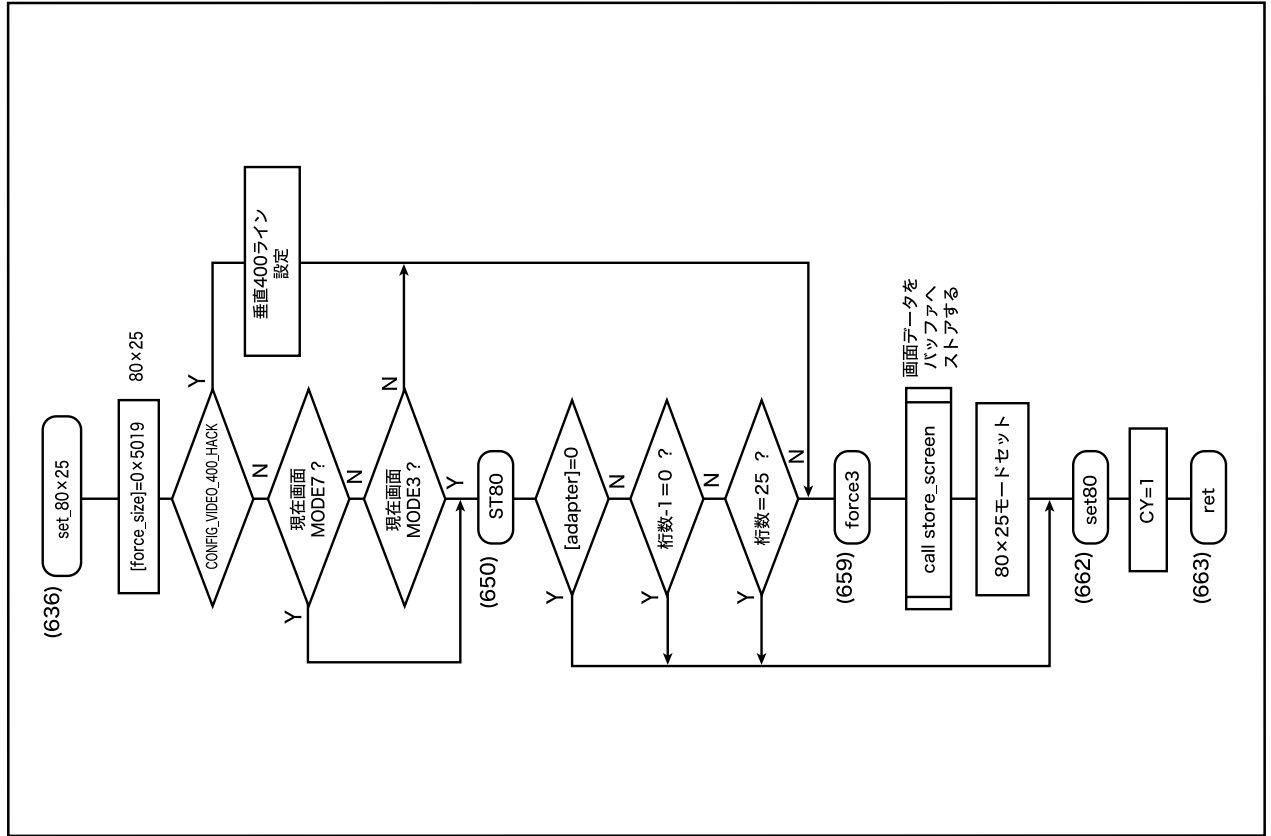 (636)
set_80×25
[force_size]=0×5019
80×25
CONFIG_VIDEO_400_HACK
Y
N
垂直400ライン
設定
現在画面
MODE7？
Y
N
現在画面
MODE3？
N
Y
(650)
ST80
[adapter]=0
Y
N
桁数-1=0 ？
Y
N
桁数=25 ？
Y
N
(659)
force3
call store_screen
画面データを
バッファへ
ストアする
80×25モードセット
(662)
set80
CY=1
(663)
ret